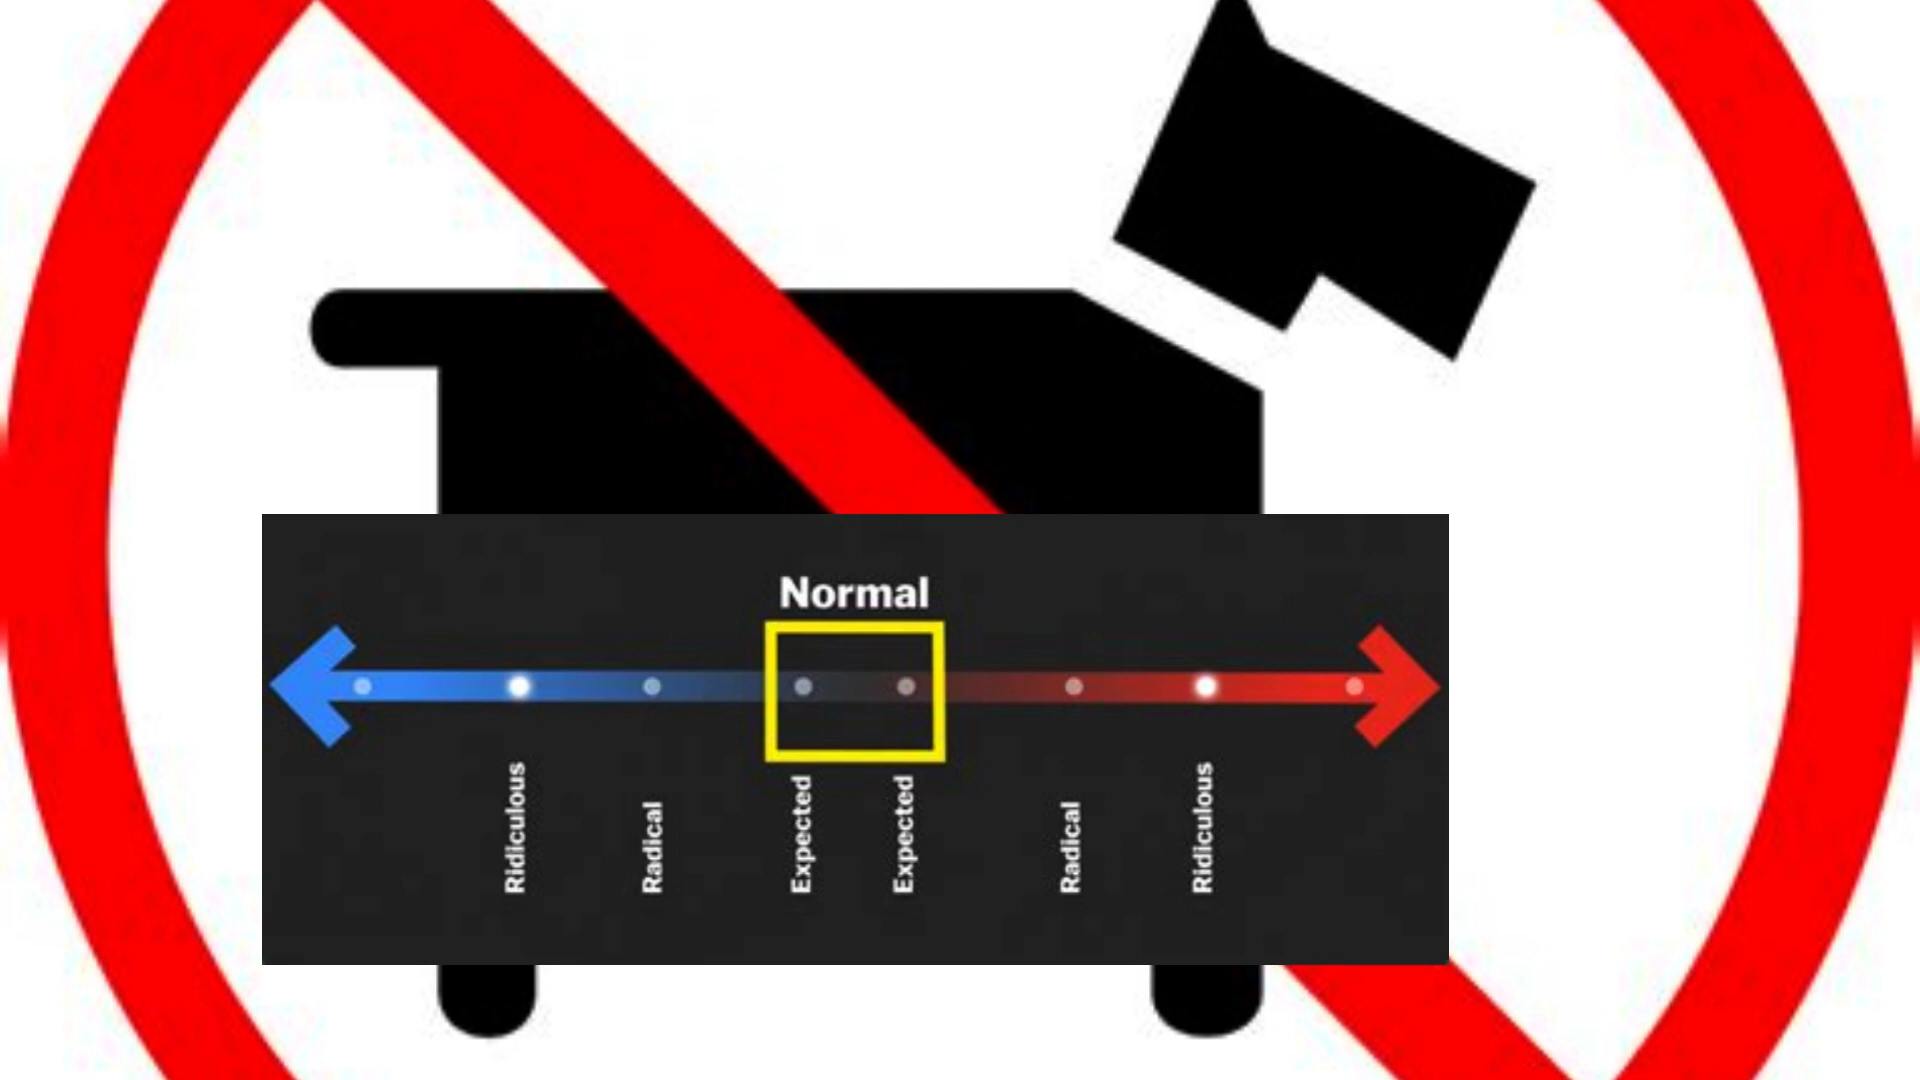 Normal
Ridiculous
Radical
Expected
Expected
Radical
Ridiculous